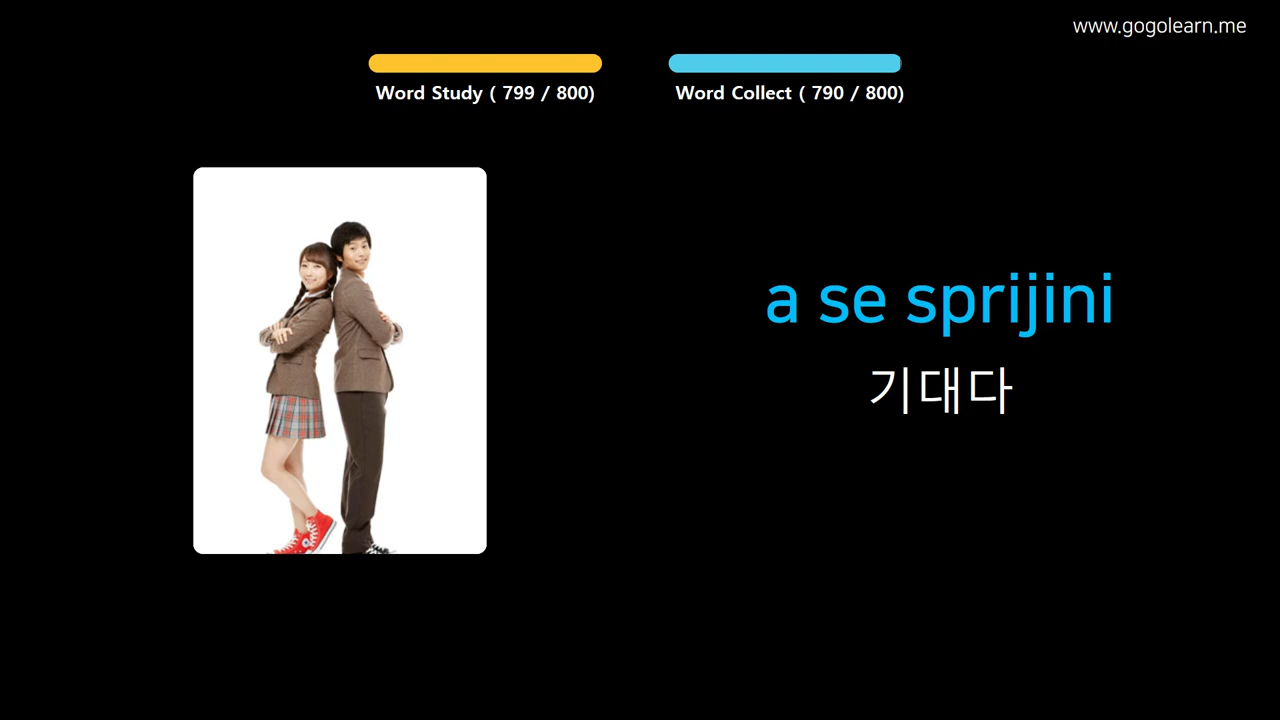 www.gogolearn.me
Word Study ( 799 / 800)
Word Collect ( 790 / 800)
a se sprijini
기대다